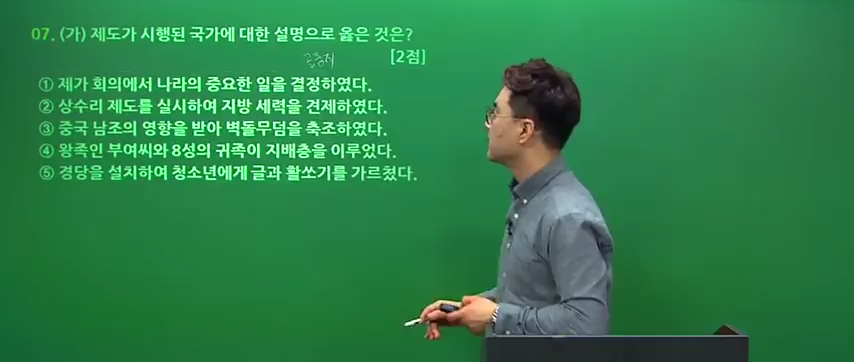 07. (가) 제도가 시행된 국가에 대한 설명으로 옳은 것은?
골품제
[2점]
① 제가 회의에서 나라의 중요한 일을 결정하였다.
② 상수리 제도를 실시하여 지방 세력을 견제하였다.
③ 중국 남조의 영향을 받아 벽돌무덤을 축조하였다.
④ 왕족인 부여씨와 8성의 귀족이 지배층을 이루었다.
⑤ 경당을 설치하여 청소년에게 글과 활쏘기를 가르쳤다.